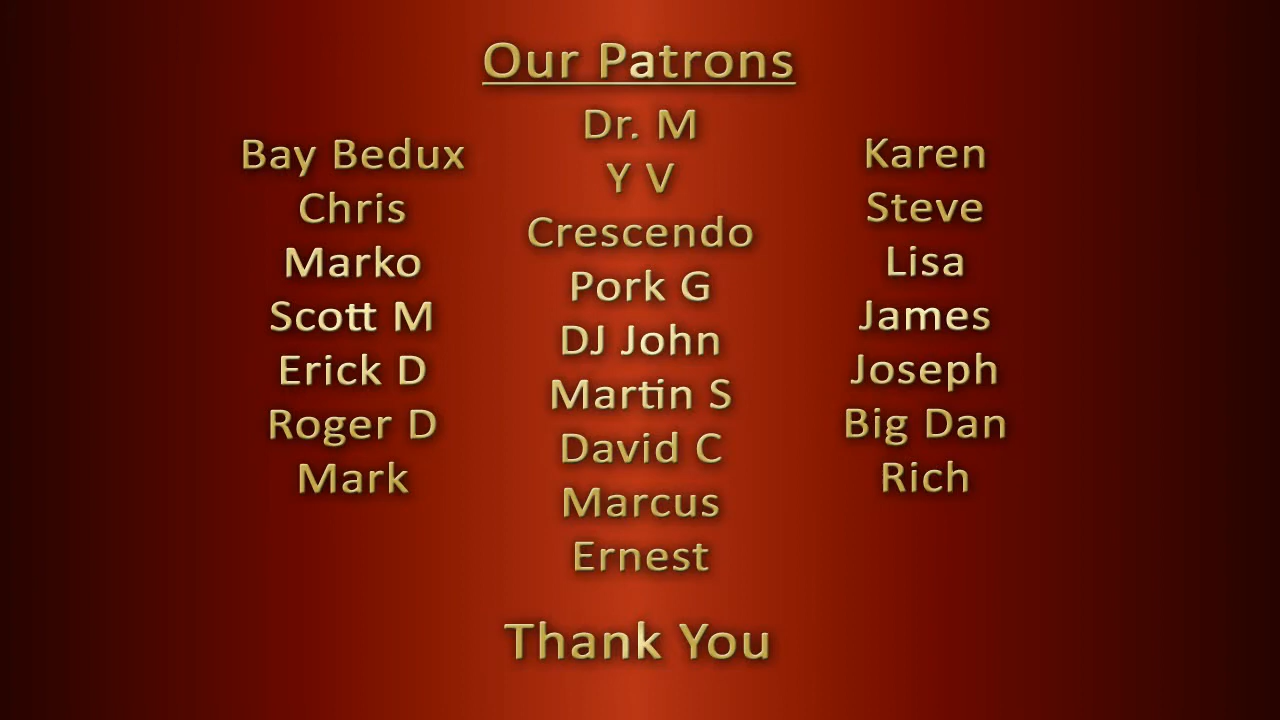 Our Patrons
Bay Bedux
Chris
Marko
Scott M
Erick D
Roger D
Mark
Dr. M
Y V
Crescendo
Pork G
DJ John
Martin S
David C
Marcus
Ernest
Karen
Steve
Lisa
James
Joseph
Big Dan
Rich
Thank You